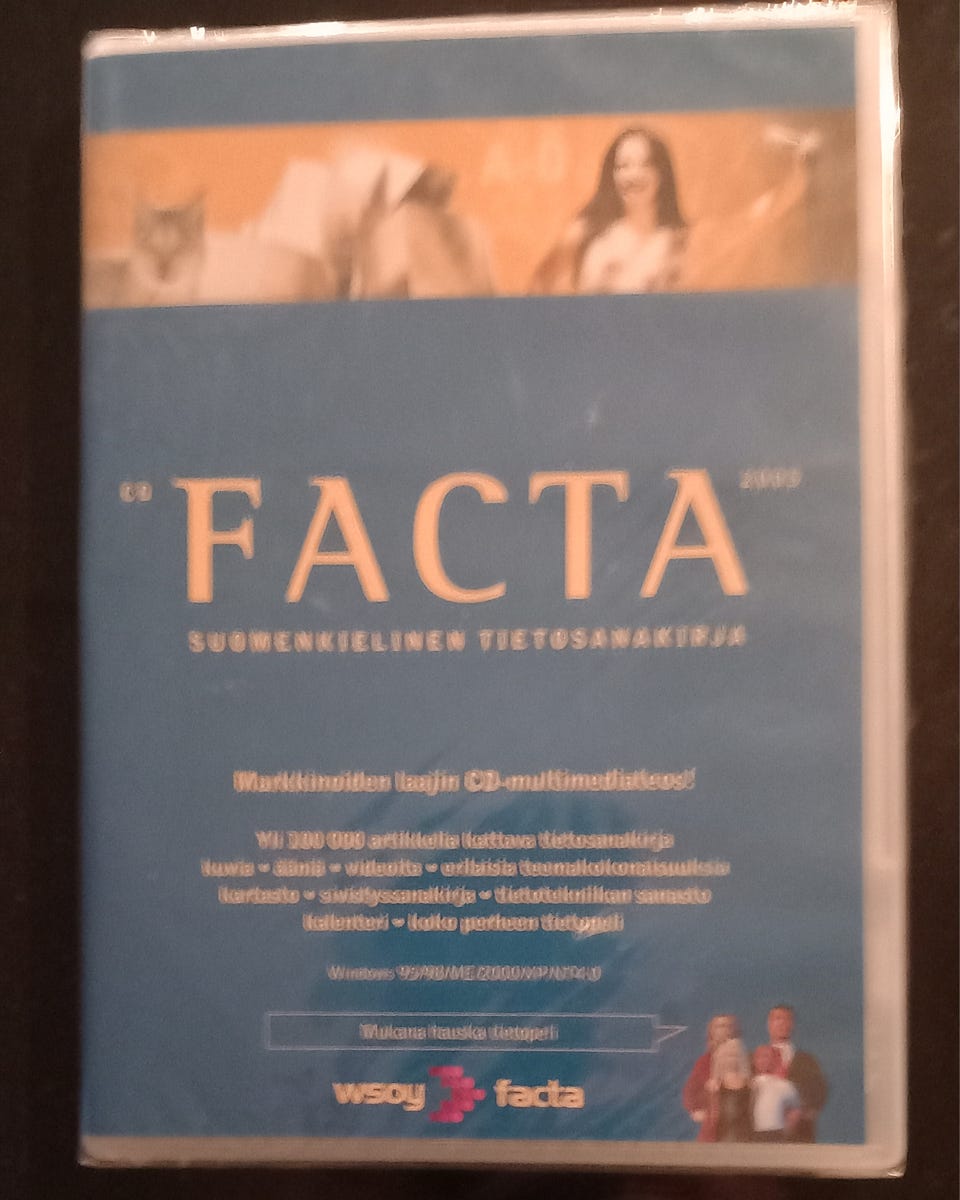 A-Ö
CD
FACTA
SUOMENKIELINEN TIETOSANAKIRJA
Markkinoiden laajin CD-multimediateos!
Yli 100 000 artikkelia kattava tietosanakirja
kuvia • ääniä • videoita • erilaisia teemakokonaisuuksia
kartasto • sivistyssanakirja • tietotekniikan sanasto
kalenteri • koko perheen tietopeli
Windows 95/98/ME/2000/XP/NT4.0
Mukana hauska tietopeli
wsoy facta